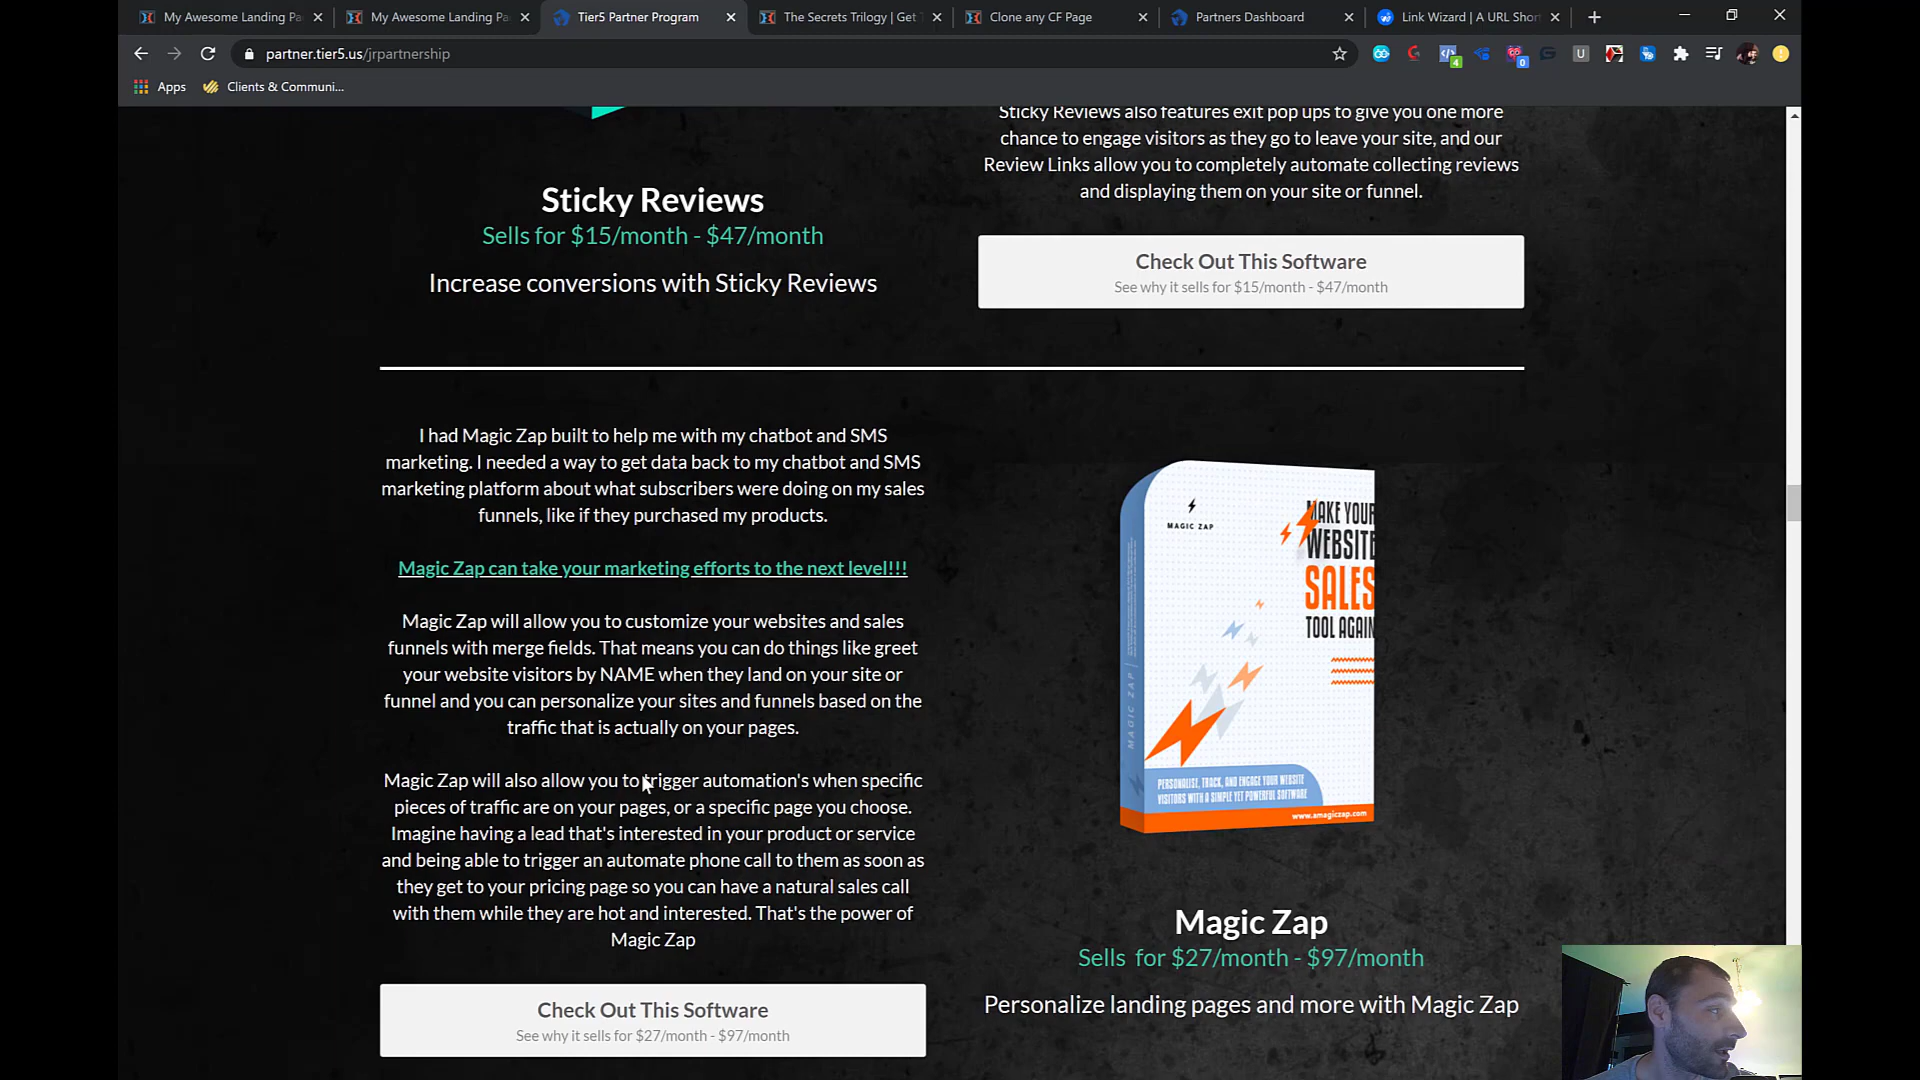 My Awesome Landing Pa
My Awesome Landing Pa
Tier5 Partner Program
The Secrets Trilogy | Get
Clone any CF Page
Partners Dashboard
Link Wizard | A URL Shor
partner.tier5.us/jrpartnership
4
0
U
Apps
Clients & Communi...
Sticky Reviews also features exit pop ups to give you one more
chance to engage visitors as they go to leave your site, and our
Review Links allow you to completely automate collecting reviews
and displaying them on your site or funnel.
Sticky Reviews
Sells for $15/month - $47/month
Increase conversions with Sticky Reviews
Check Out This Software
See why it sells for $15/month - $47/month
I had Magic Zap built to help me with my chatbot and SMS
marketing. I needed a way to get data back to my chatbot and SMS
marketing platform about what subscribers were doing on my sales
funnels, like if they purchased my products.
Magic Zap can take your marketing efforts to the next level!!!
Magic Zap will allow you to customize your websites and sales
funnels with merge fields. That means you can do things like greet
your website visitors by NAME when they land on your site or
funnel and you can personalize your sites and funnels based on the
traffic that is actually on your pages.
Magic Zap will also allow you to trigger automation's when specific
pieces of traffic are on your pages, or a specific page you choose.
Imagine having a lead that's interested in your product or service
and being able to trigger an automate phone call to them as soon as
they get to your pricing page so you can have a natural sales call
with them while they are hot and interested. That's the power of
Magic Zap
Check Out This Software
See why it sells for $27/month - $97/month
MAGIC ZAP
MAKE YOUR
WEBSITE
SALES
TOOL AGAIN
MAGIC ZAP
PERSONALISE, TRACK, AND ENGAGE YOUR WEBSITE
VISITORS WITH A SIMPLE YET POWERFUL SOFTWARE
www.amagiczap.com
Magic Zap
Sells for $27/month - $97/month
Personalize landing pages and more with Magic Zap